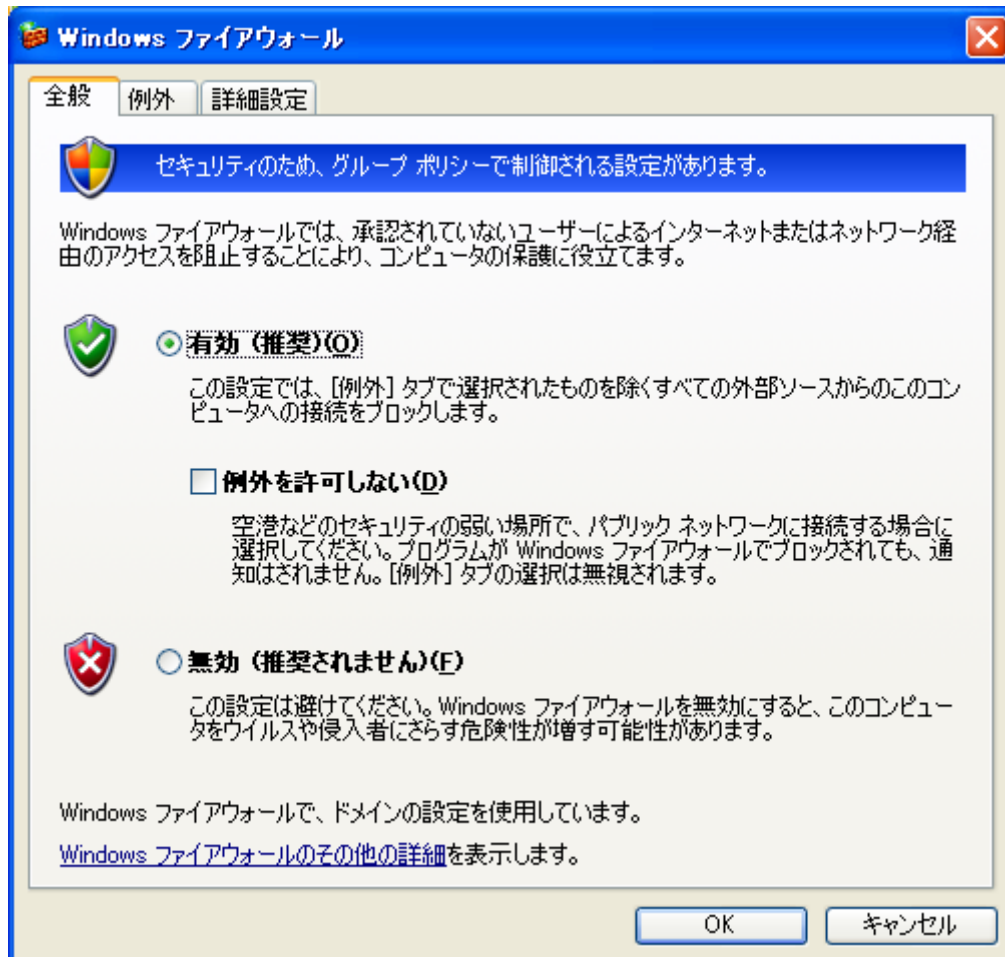 Windows ファイアウォール
全般 例外 詳細設定
セキュリティのため、グループ ポリシーで制御される設定があります。
Windows ファイアウォールでは、承認されていないユーザーによるインターネットまたはネットワーク経
由のアクセスを阻止することにより、コンピュータの保護に役立てます。
有効 (推奨)(O)
この設定では、[例外] タブで選択されたものを除くすべての外部ソースからのこのコン
ピュータへの接続をブロックします。
例外を許可しない(D)
空港などのセキュリティの弱い場所で、パブリック ネットワークに接続する場合に
選択してください。プログラムが Windows ファイアウォールでブロックされても、通
知はされません。[例外] タブの選択は無視されます。
無効 (推奨されません)(F)
この設定は避けてください。Windows ファイアウォールを無効にすると、このコンピュー
タをウイルスや侵入者にさらす危険性が増す可能性があります。
Windows ファイアウォールで、ドメインの設定を使用しています。
Windows ファイアウォールのその他の詳細を表示します。
OK キャンセル